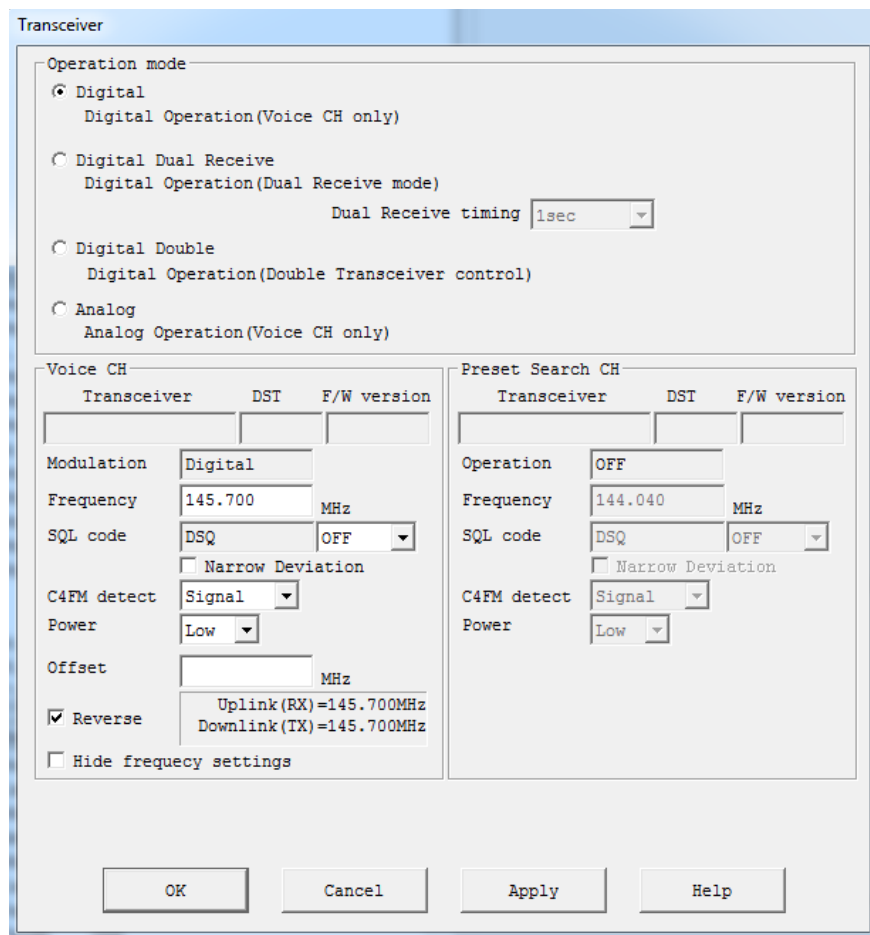 Transceiver
Operation mode
Digital
Digital Operation(Voice CH only)
Digital Dual Receive
Digital Operation(Dual Receive mode)
Dual Receive timing 1sec
Digital Double
Digital Operation(Double Transceiver control)
Analog
Analog Operation(Voice CH only)
Voice CH
Transceiver DST F/W version
Modulation Digital
Frequency 145.700 MHz
SQL code DSQ OFF
Narrow Deviation
C4FM detect Signal
Power Low
Offset MHz
Reverse
Uplink(RX)=145.700MHz
Downlink(TX)=145.700MHz
Hide frequecy settings
Preset Search CH
Transceiver DST F/W version
Operation OFF
Frequency 144.040 MHz
SQL code DSQ OFF
Narrow Deviation
C4FM detect Signal
Power Low
OK Cancel Apply Help